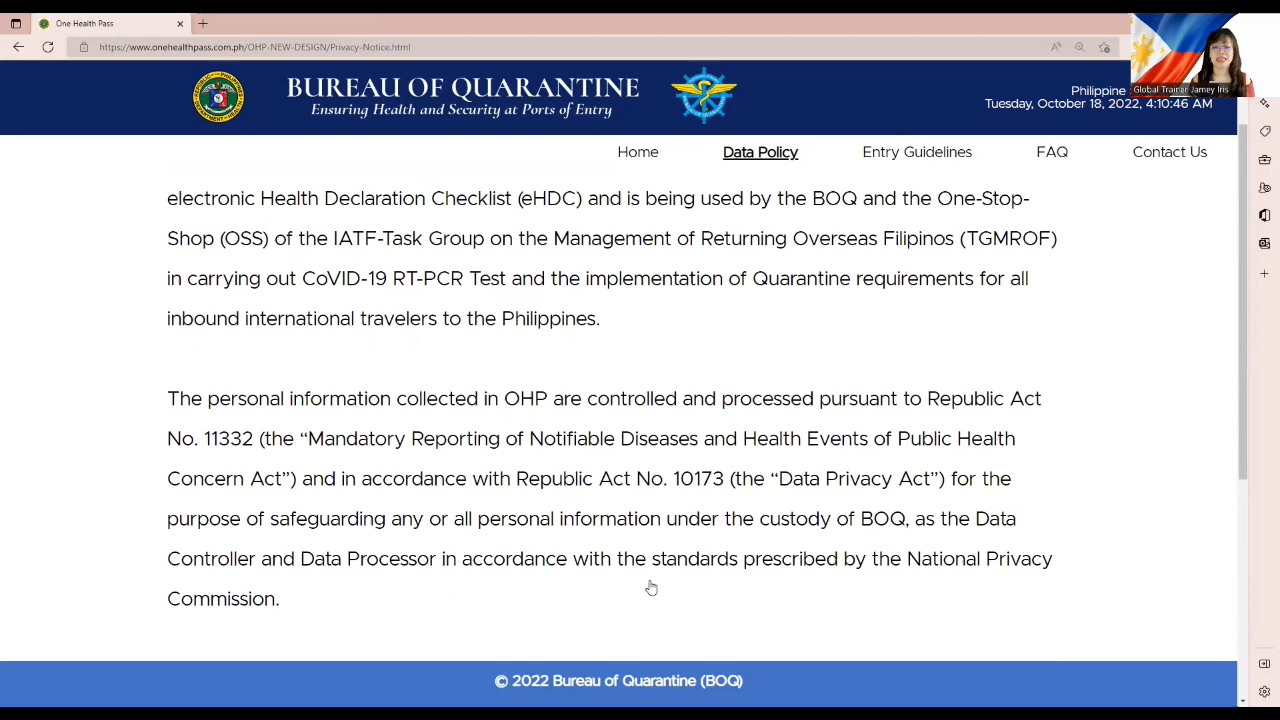 One Health Pass
https://www.onehealthpass.com.ph/OHP-NEW-DESIGN/Privacy-Notice.html
Global Trainer Jamey Iris
BUREAU OF QUARANTINE
Ensuring Health and Security at Ports of Entry
Philippine
Tuesday, October 18, 2022, 4:10:46 AM
Home Data Policy Entry Guidelines FAQ Contact Us
electronic Health Declaration Checklist (eHDC) and is being used by the BOQ and the One-Stop-
Shop (OSS) of the IATF-Task Group on the Management of Returning Overseas Filipinos (TGMROF)
in carrying out CoVID-19 RT-PCR Test and the implementation of Quarantine requirements for all
inbound international travelers to the Philippines.
The personal information collected in OHP are controlled and processed pursuant to Republic Act
No. 11332 (the “Mandatory Reporting of Notifiable Diseases and Health Events of Public Health
Concern Act”) and in accordance with Republic Act No. 10173 (the “Data Privacy Act”) for the
purpose of safeguarding any or all personal information under the custody of BOQ, as the Data
Controller and Data Processor in accordance with the standards prescribed by the National Privacy
Commission.
© 2022 Bureau of Quarantine (BOQ)